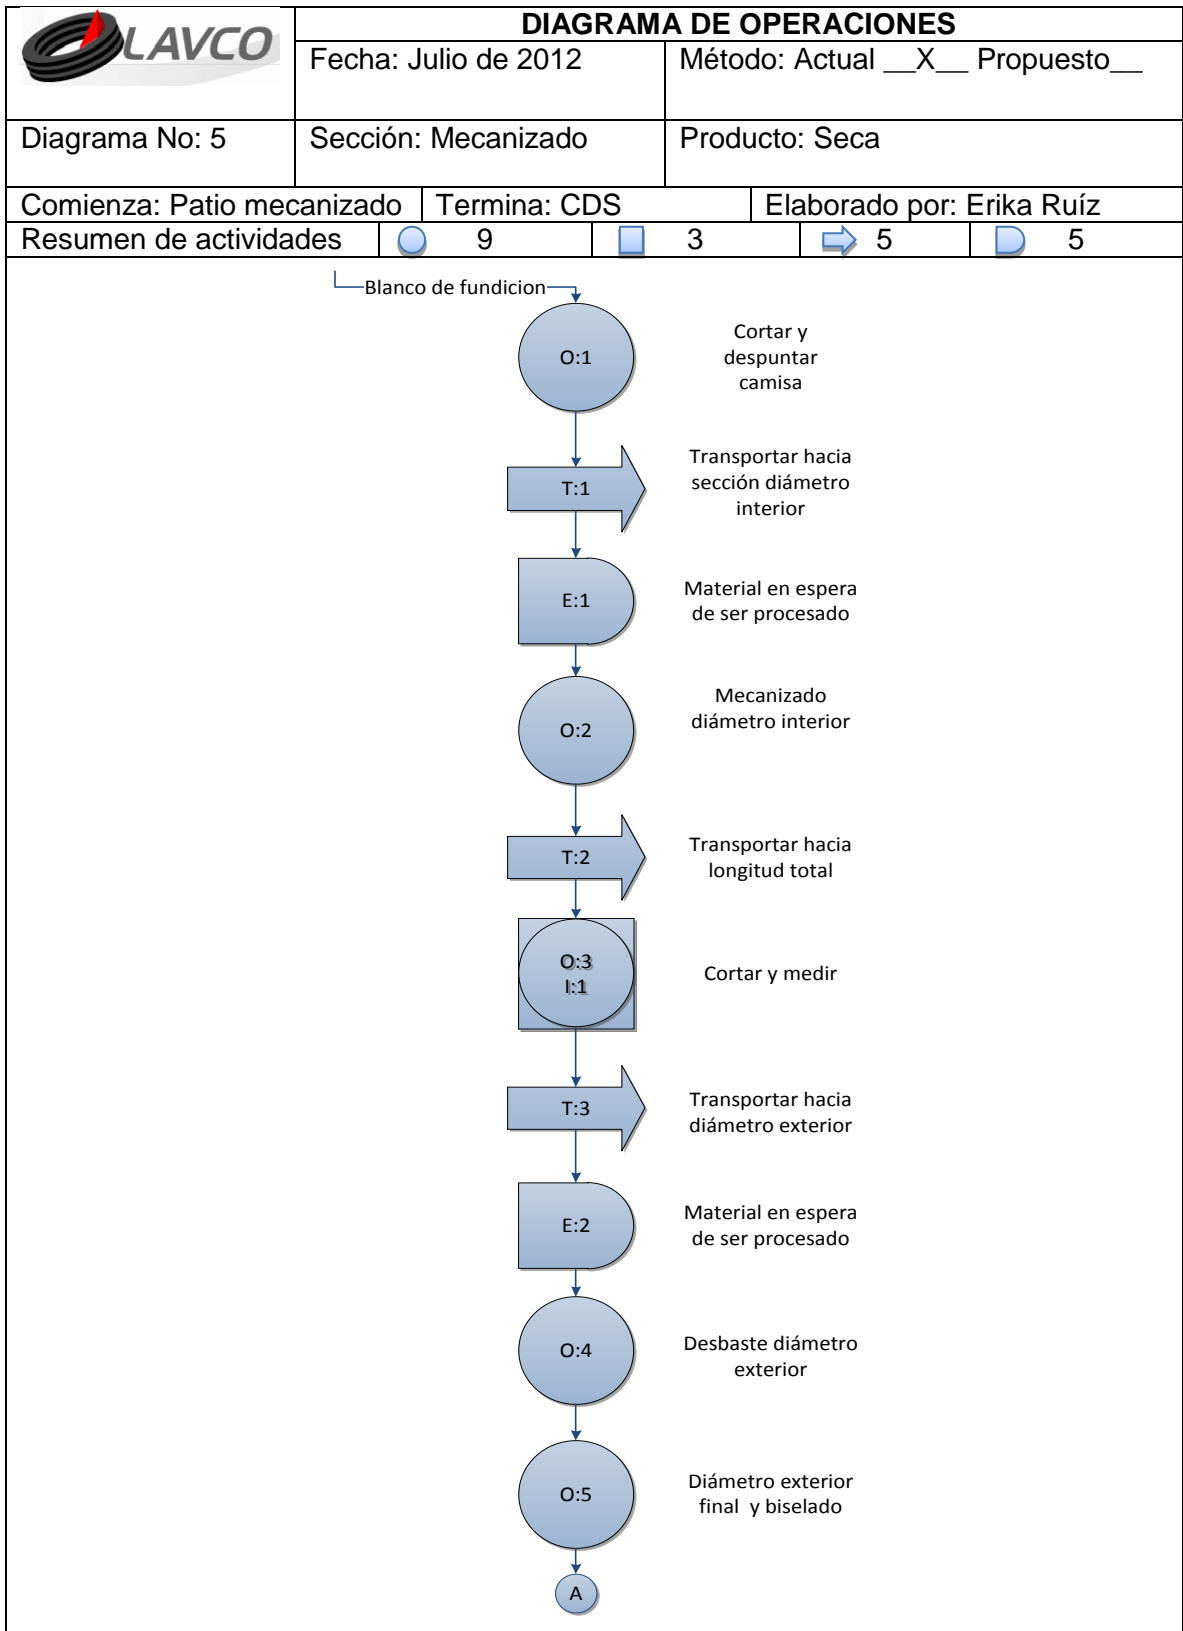 LAVCO
DIAGRAMA DE OPERACIONES
Fecha: Julio de 2012
Método: Actual __X__ Propuesto__
Diagrama No: 5
Sección: Mecanizado
Producto: Seca
Comienza: Patio mecanizado
Termina: CDS
Elaborado por: Erika Ruíz
Resumen de actividades
9
3
5
5
Blanco de fundicion
O:1
Cortar y
despuntar
camisa
T:1
Transportar hacia
sección diámetro
interior
E:1
Material en espera
de ser procesado
O:2
Mecanizado
diámetro interior
T:2
Transportar hacia
longitud total
O:3
I:1
Cortar y medir
T:3
Transportar hacia
diámetro exterior
E:2
Material en espera
de ser procesado
O:4
Desbaste diámetro
exterior
O:5
Diámetro exterior
final y biselado
A